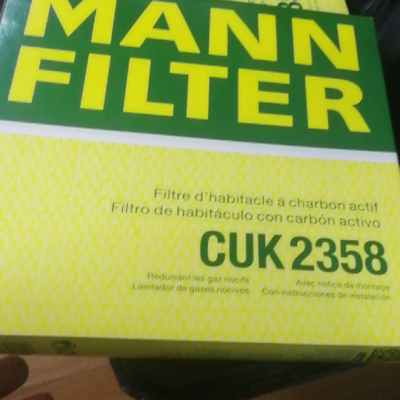 MANN
FILTER
Filtre d'habitacle à charbon actif
Filtro de habitáculo con carbón activo
CUK 2358
Réduisant les gaz nocifs
Limitador de gases nocivos
Avec notice de montage
Con instrucciones de instalación